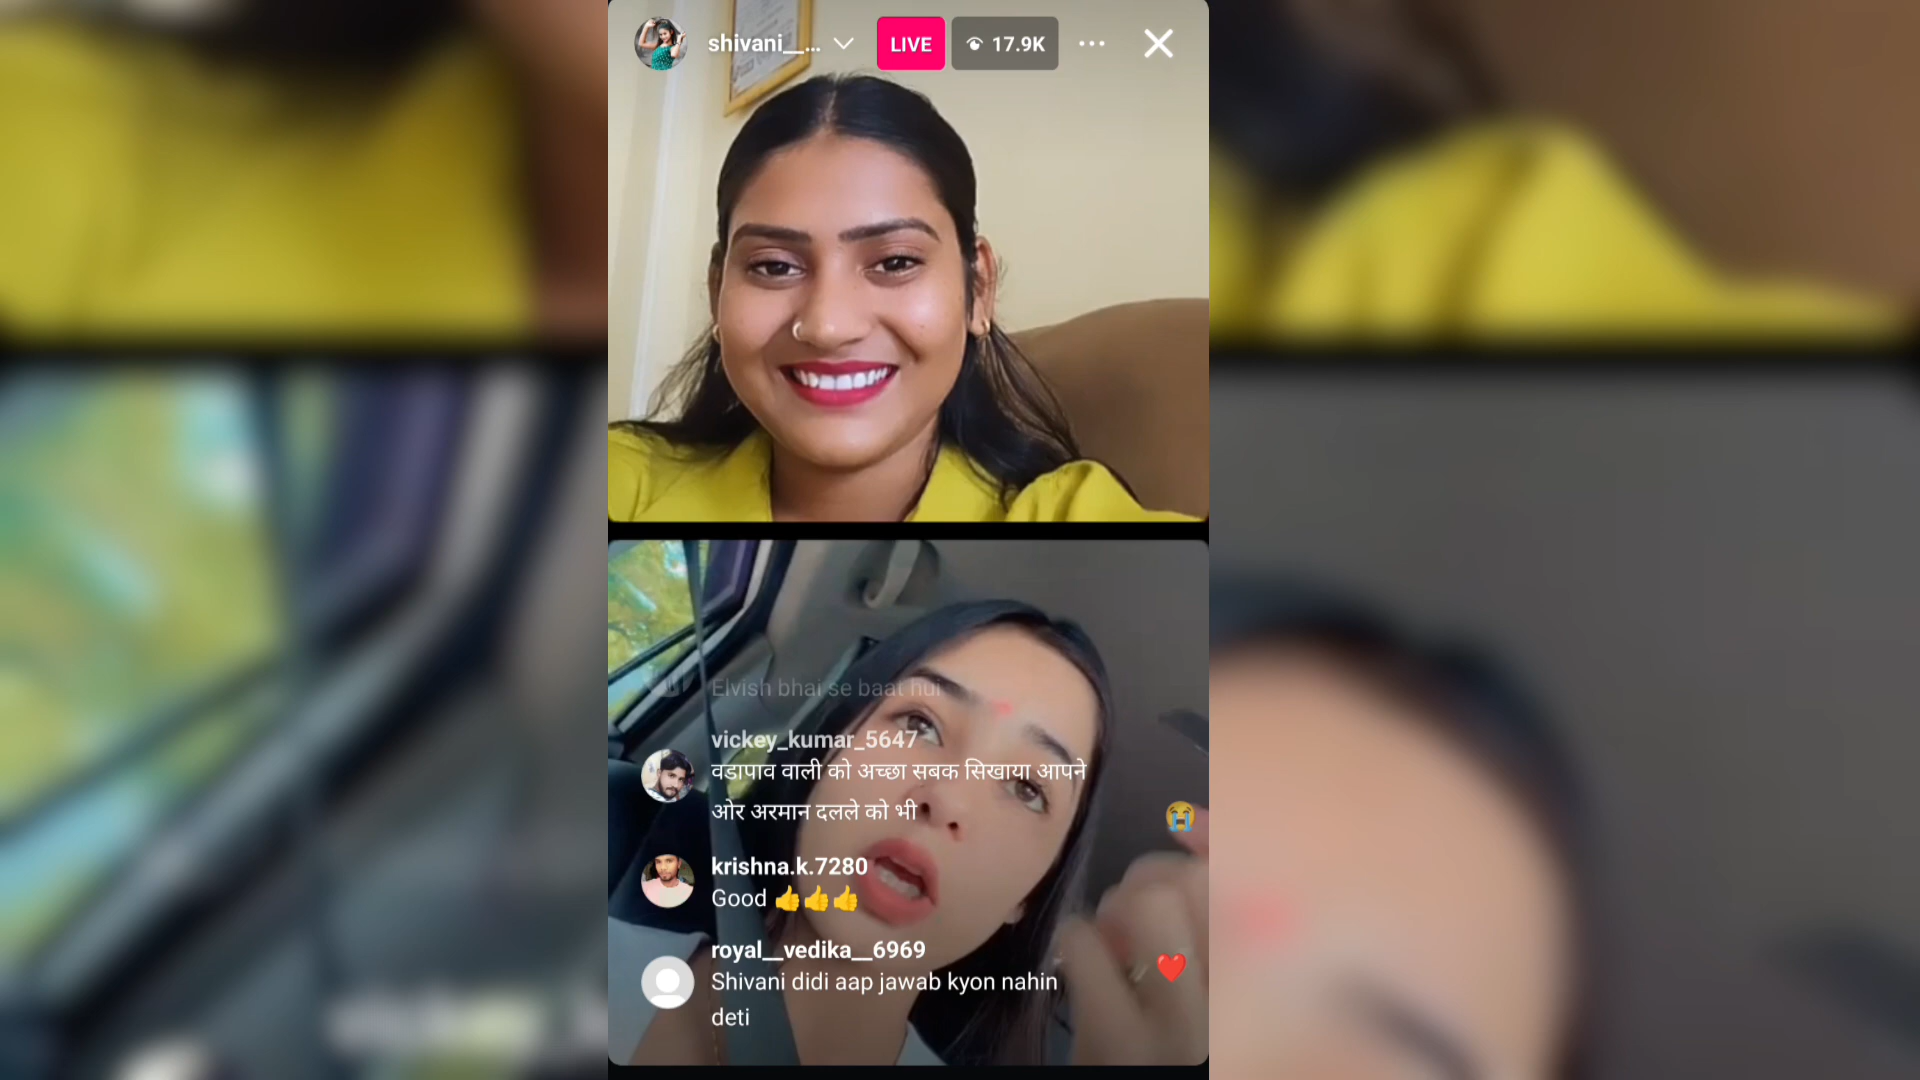 shivani__...
LIVE
17.9K
Elvish bhai se baat hui
vickey_kumar_5647
वडापाव वाली को अच्छा सबक सिखाया आपने
ओर अरमान दलले को भी
krishna.k.7280
Good 👍👍👍
royal__vedika__6969
Shivani didi aap jawab kyon nahin
deti